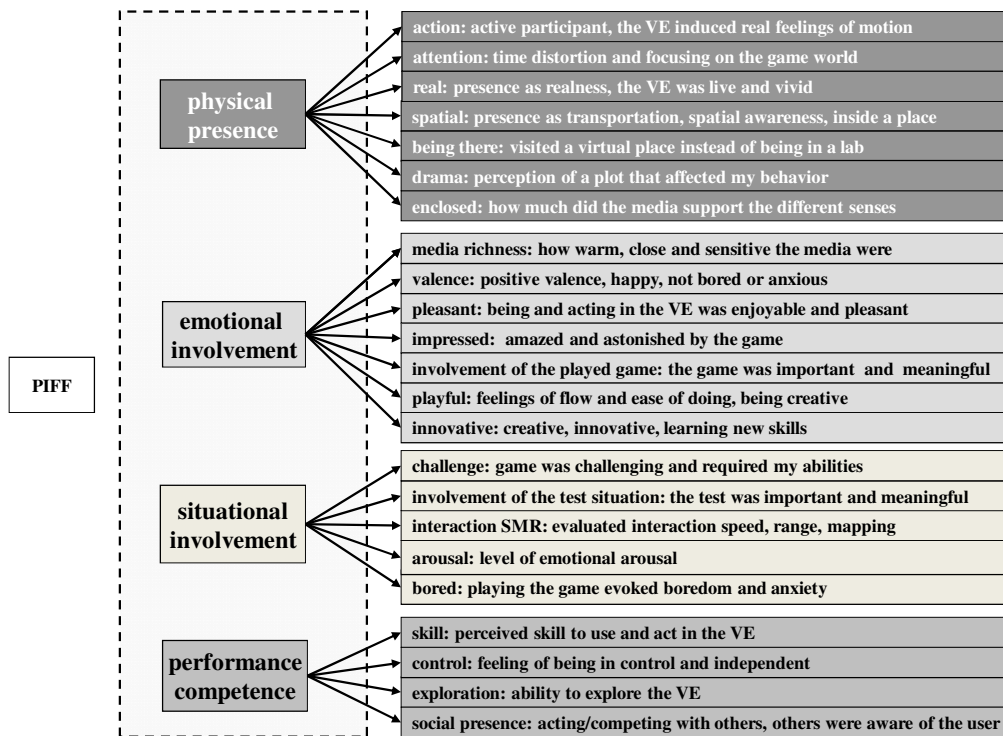 PIFF
physical
presence
action: active participant, the VE induced real feelings of motion
attention: time distortion and focusing on the game world
real: presence as realness, the VE was live and vivid
spatial: presence as transportation, spatial awareness, inside a place
being there: visited a virtual place instead of being in a lab
drama: perception of a plot that affected my behavior
enclosed: how much did the media support the different senses
emotional
involvement
media richness: how warm, close and sensitive the media were
valence: positive valence, happy, not bored or anxious
pleasant: being and acting in the VE was enjoyable and pleasant
impressed: amazed and astonished by the game
involvement of the played game: the game was important and meaningful
playful: feelings of flow and ease of doing, being creative
innovative: creative, innovative, learning new skills
situational
involvement
challenge: game was challenging and required my abilities
involvement of the test situation: the test was important and meaningful
interaction SMR: evaluated interaction speed, range, mapping
arousal: level of emotional arousal
bored: playing the game evoked boredom and anxiety
performance
competence
skill: perceived skill to use and act in the VE
control: feeling of being in control and independent
exploration: ability to explore the VE
social presence: acting/competing with others, others were aware of the user